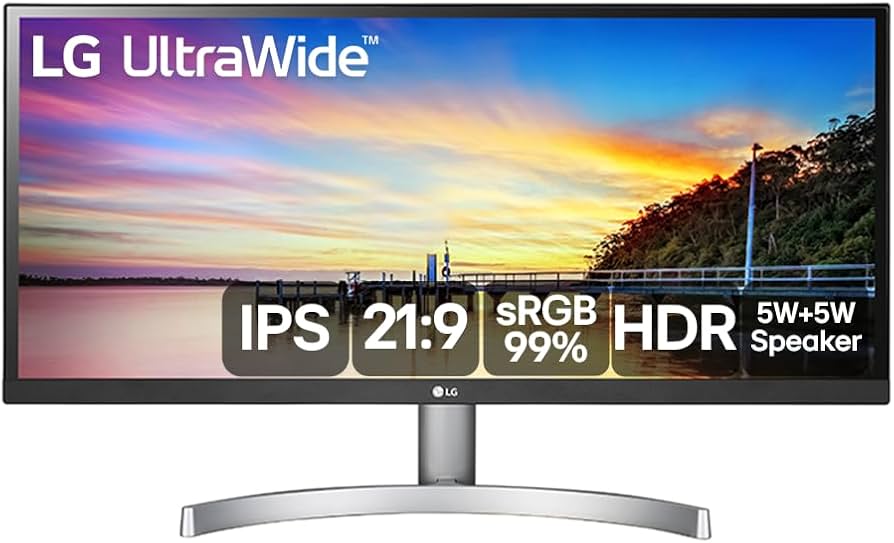 LG UltraWide™
IPS
21:9
sRGB
99%
HDR
5W+5W
Speaker
LG